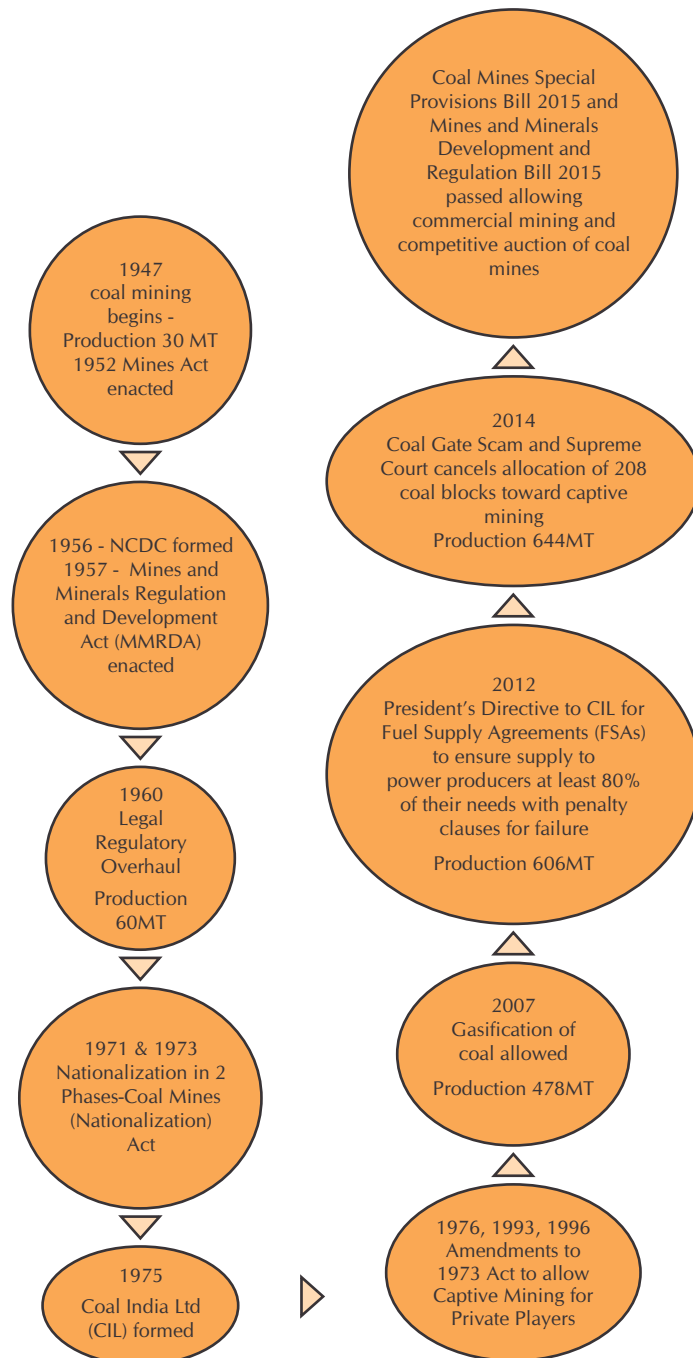 1947
coal mining
begins -
Production 30 MT
1952 Mines Act
enacted
1956 - NCDC formed
1957 -  Mines and
Minerals Regulation
and Development
Act (MMRDA)
enacted
1960
Legal
Regulatory
Overhaul
Production
60MT
1971 & 1973
Nationalization in 2
Phases-Coal Mines
(Nationalization)
Act
1975
Coal India Ltd
(CIL) formed
1976, 1993, 1996
Amendments to
1973 Act to allow
Captive Mining for
Private Players
2007
Gasification of
coal allowed
Production 478MT
2012
President’s Directive to CIL for
Fuel Supply Agreements (FSAs)
to ensure supply to
power producers at least 80%
of their needs with penalty
clauses for failure
Production 606MT
2014
Coal Gate Scam and Supreme
Court cancels allocation of 208
coal blocks toward captive
mining
Production 644MT
Coal Mines Special
Provisions Bill 2015 and
Mines and Minerals
Development and
Regulation Bill 2015
passed allowing
commercial mining and
competitive auction of coal
mines